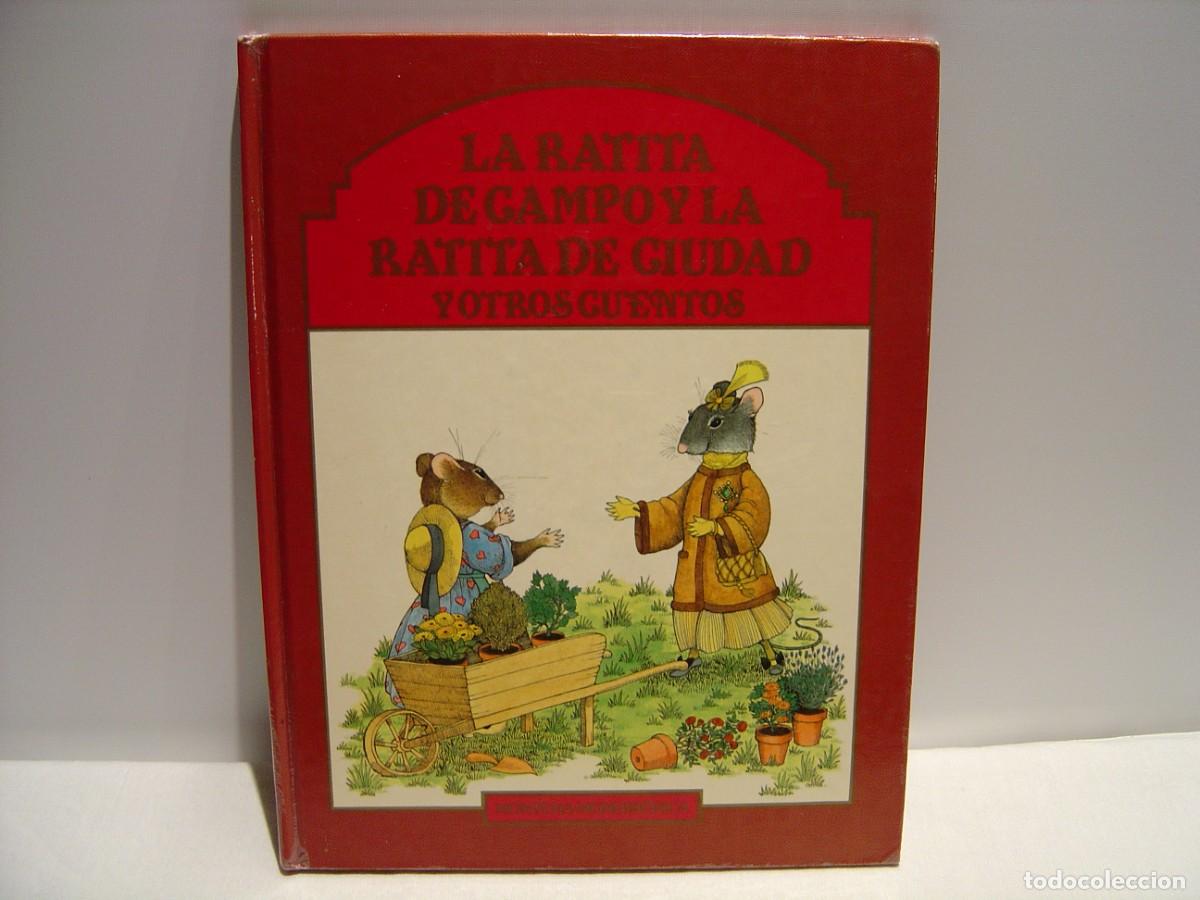 LA RATITA
DE CAMPO Y LA
RATITA DE CIUDAD
Y OTROS CUENTOS
todocoleccion